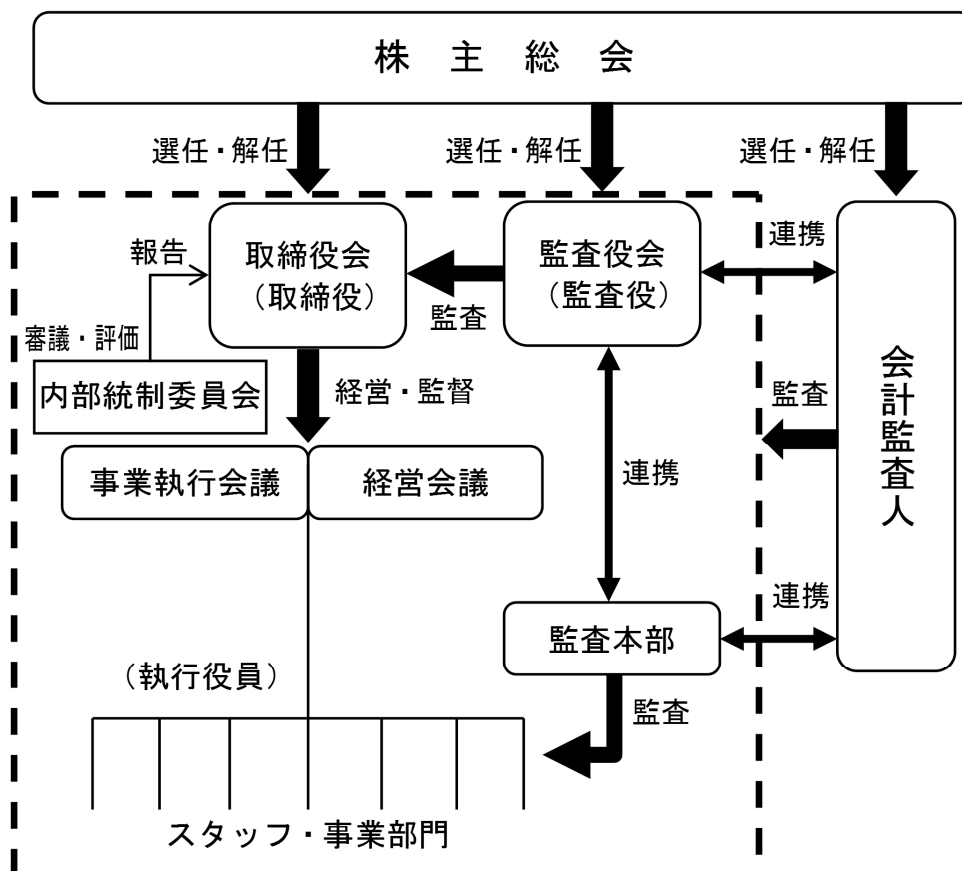 株 主 総 会
選任・解任
選任・解任
選任・解任
報告
取締役会
（取締役）
監査
監査役会
（監査役）
連携
審議・評価
内部統制委員会
経営・監督
監査
会計監査人
事業執行会議
経営会議
連携
監査本部
連携
（執行役員）
監査
スタッフ・事業部門